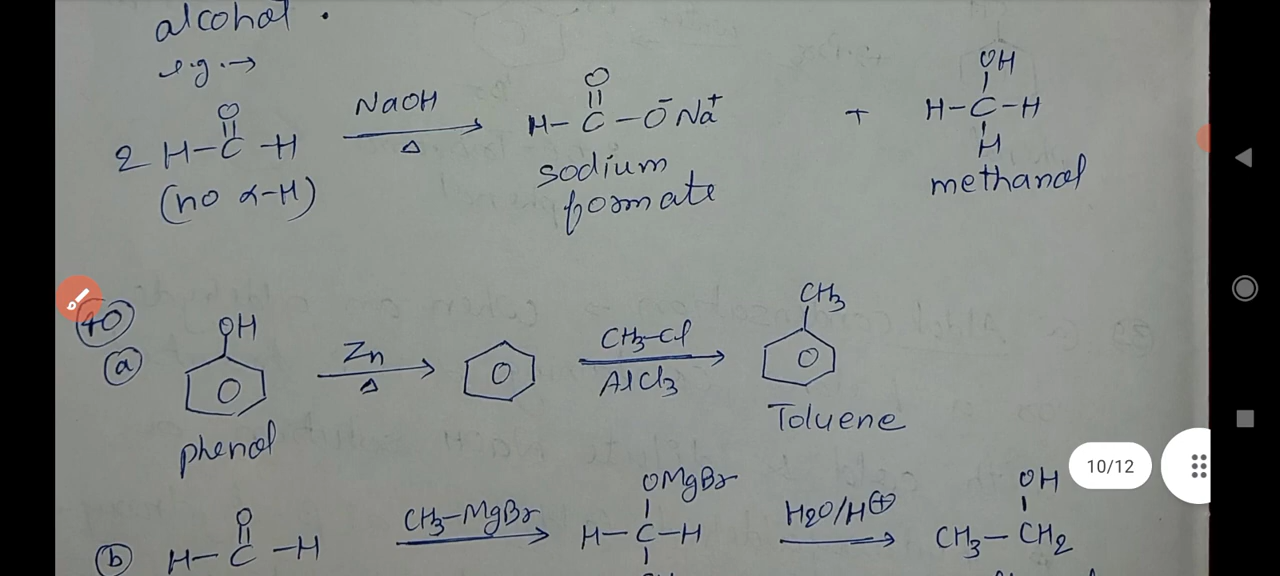 alcohol.
e.g. →
2 H-C(=O)-H  NaOH / Δ →  H-C(=O)-O⁻Na⁺  +  H-C(OH)(H)-H
(no α-H)  sodium formate  methanol
40
a  OH  Zn / Δ →  CH3-Cl / AlCl3 →  CH3
phenol  Toluene
10/12
b  H-C(=O)-H  CH3-MgBr →  H-C(OMgBr)-H  H2O/H⊕ →  CH3-CH2-OH